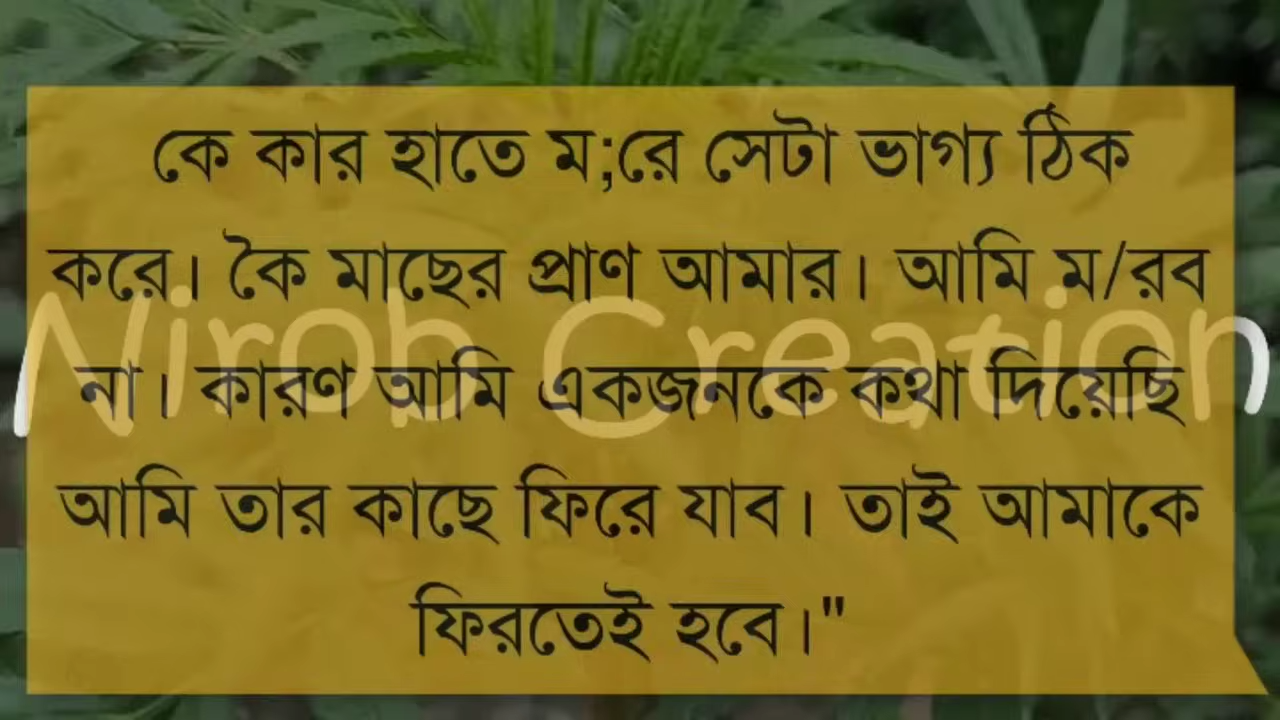 কে কার হাতে ম;রে সেটা ভাগ্য ঠিক
করে। কৈ মাছের প্রাণ আমার। আমি ম/রব
Nirob Creation
না। কারণ আমি একজনকে কথা দিয়েছি
আমি তার কাছে ফিরে যাব। তাই আমাকে
ফিরতেই হবে।"